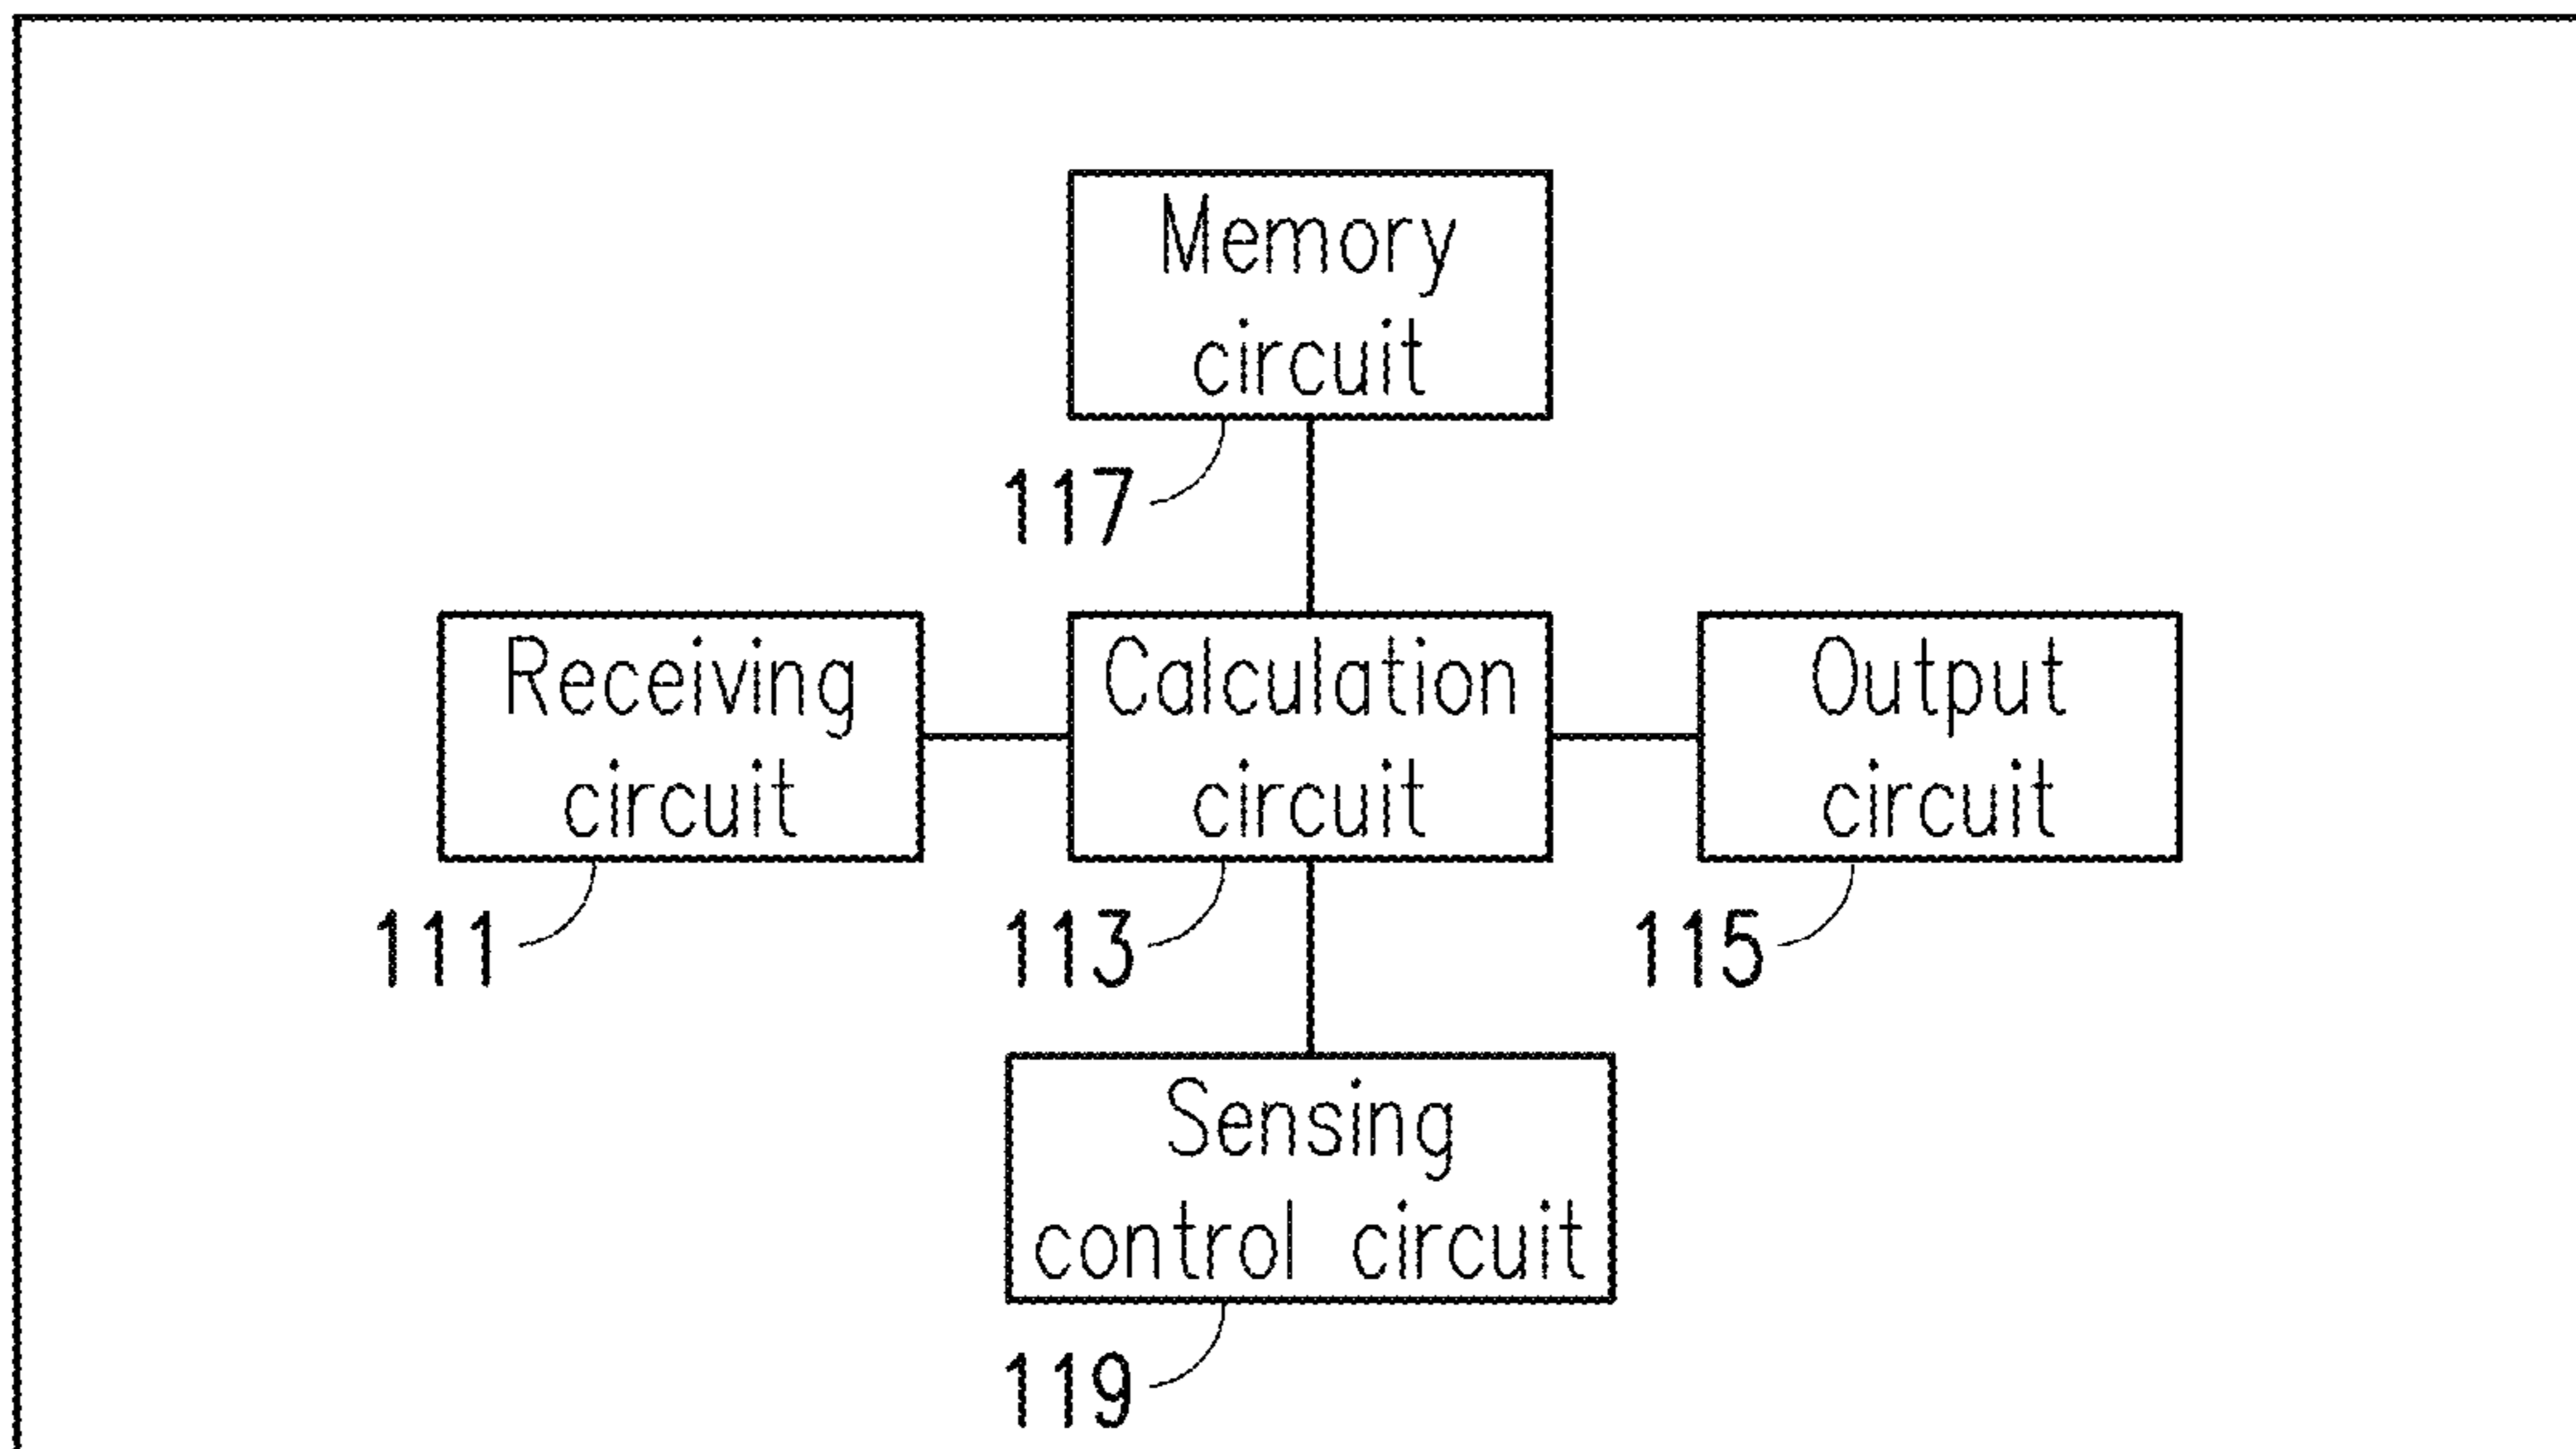 Memory
circuit
117
Receiving
circuit
111
Calculation
circuit
113
Output
circuit
115
Sensing
control circuit
119